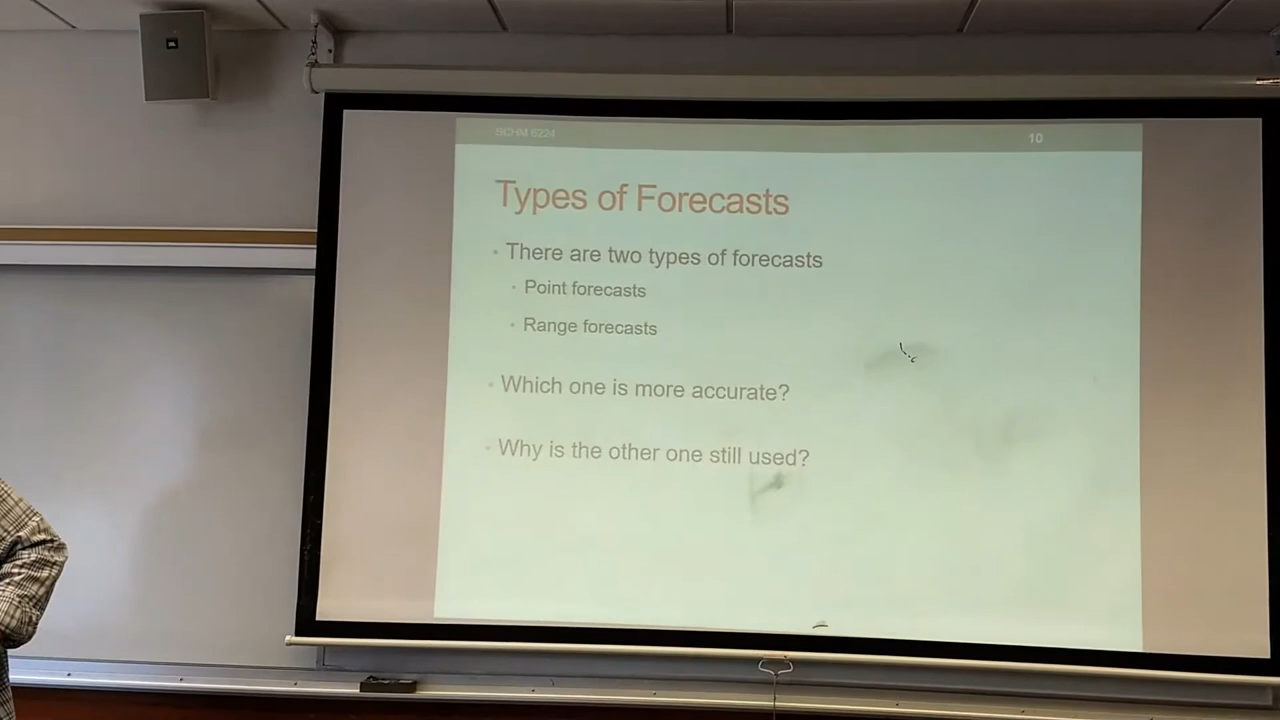 SCHM 6224
10
Types of Forecasts
• There are two types of forecasts
• Point forecasts
• Range forecasts
• Which one is more accurate?
• Why is the other one still used?